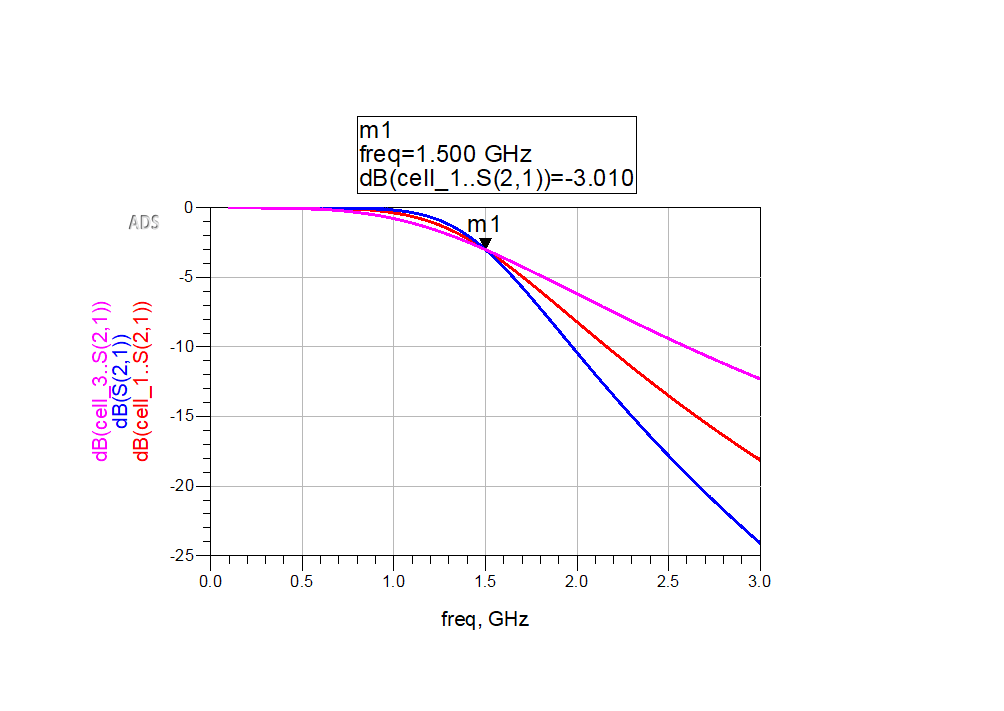 m1
freq=1.500 GHz
dB(cell_1..S(2,1))=-3.010
ADS
m1
0
-5
-10
-15
-20
-25
dB(cell_3..S(2,1))
dB(S(2,1))
dB(cell_1..S(2,1))
0.0 0.5 1.0 1.5 2.0 2.5 3.0
freq, GHz